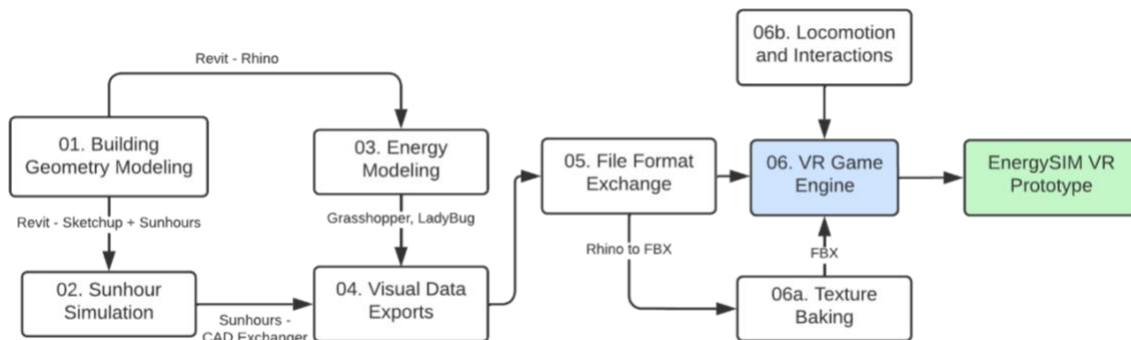 06b. Locomotion
and Interactions
Revit - Rhino
01. Building
Geometry Modeling
03. Energy
Modeling
05. File Format
Exchange
06. VR Game
Engine
EnergySIM VR
Prototype
Revit - Sketchup + Sunhours
Grasshopper, LadyBug
Rhino to FBX
FBX
02. Sunhour
Simulation
04. Visual Data
Exports
06a. Texture
Baking
Sunhours -
CAD Exchanger